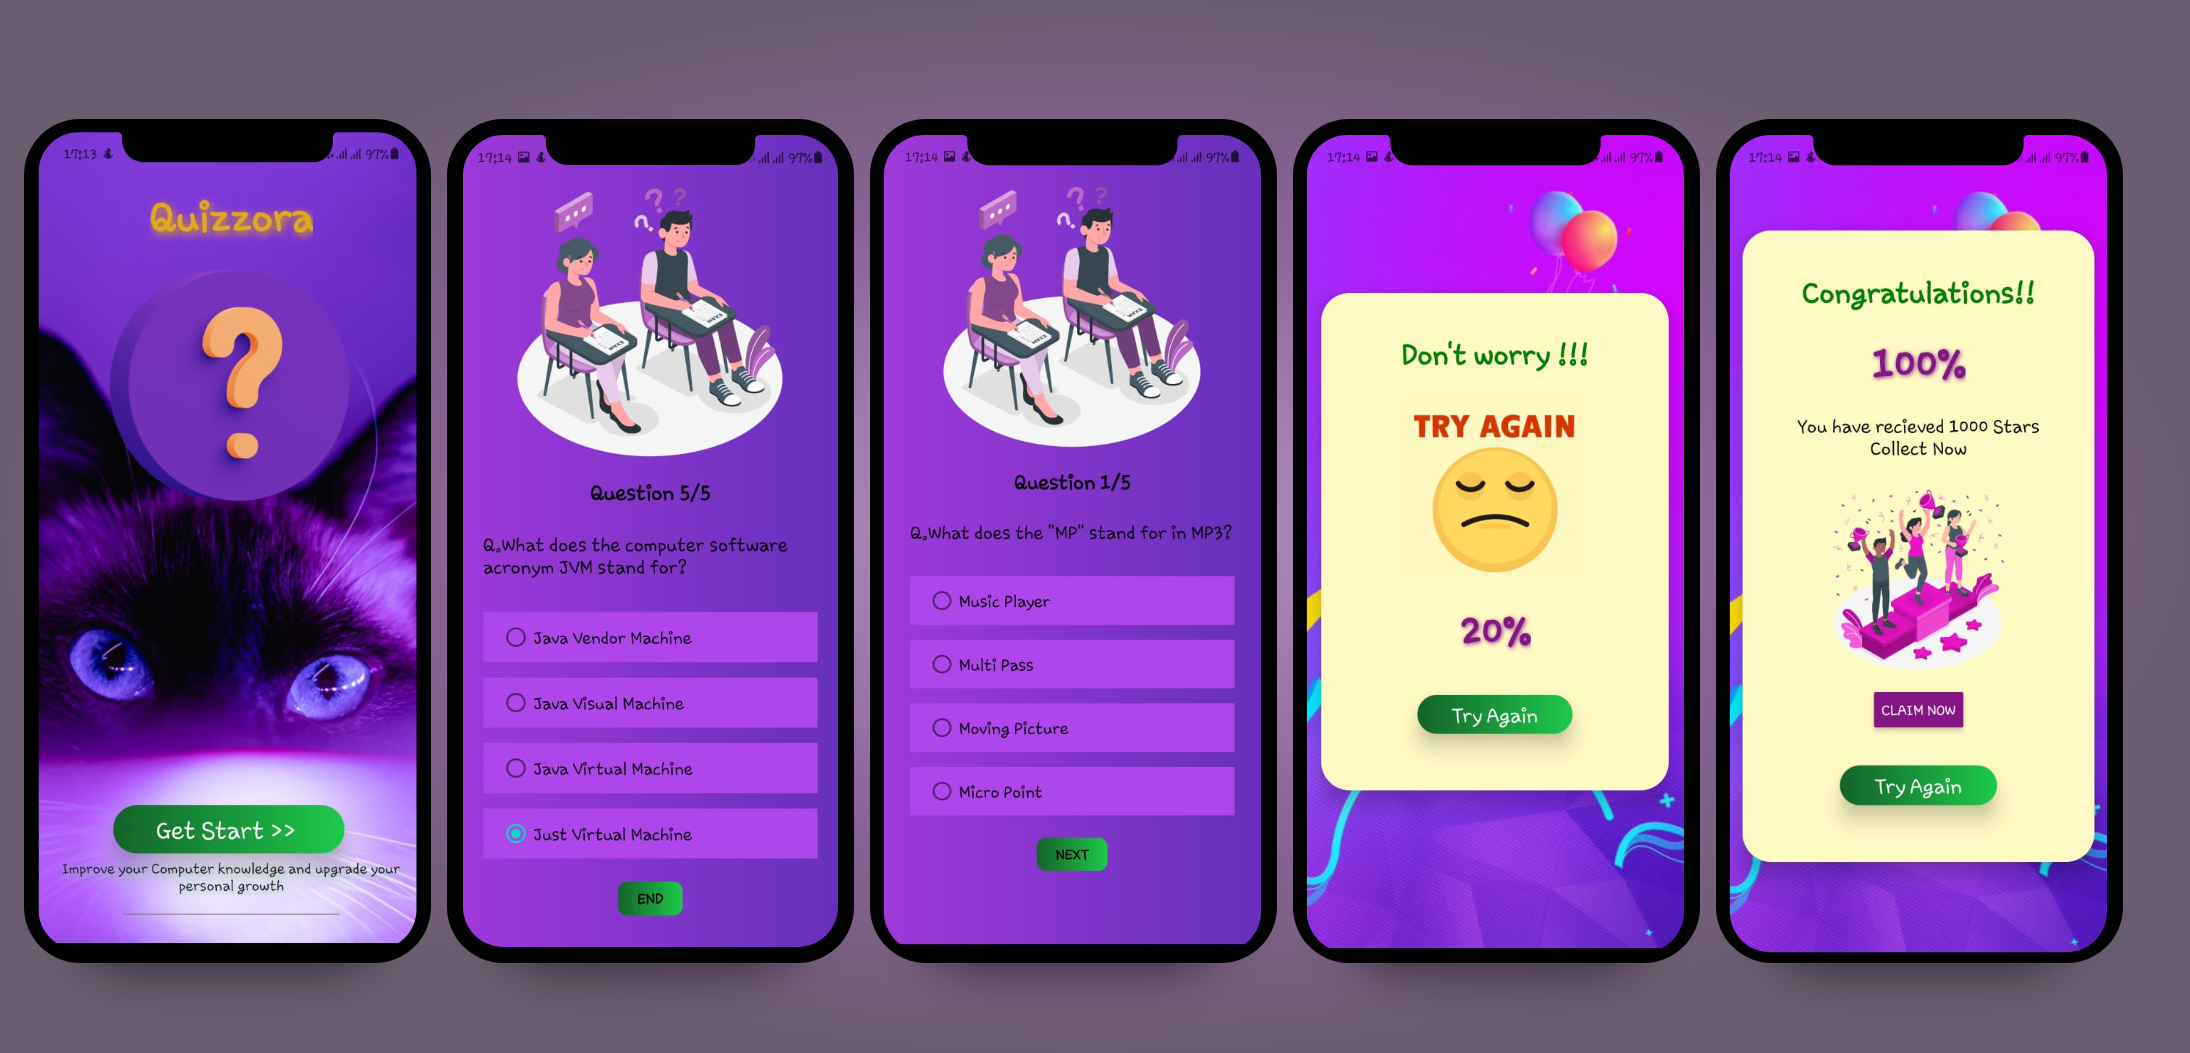 17:13
97%
Quizzora
?
Get Start >>
Improve your Computer knowledge and upgrade your
personal growth
17:14
97%
? ? ?
EXAM
EXAM
Question 5/5
Q.What does the computer software
acronym JVM stand for?
Java Vendor Machine
Java Visual Machine
Java Virtual Machine
Just Virtual Machine
END
17:14
97%
? ? ?
EXAM
EXAM
Question 1/5
Q.What does the "MP" stand for in MP3?
Music Player
Multi Pass
Moving Picture
Micro Point
NEXT
17:14
97%
Don't worry !!!
TRY AGAIN
20%
Try Again
17:14
97%
Congratulations!!
100%
You have recieved 1000 Stars
Collect Now
CLAIM NOW
Try Again